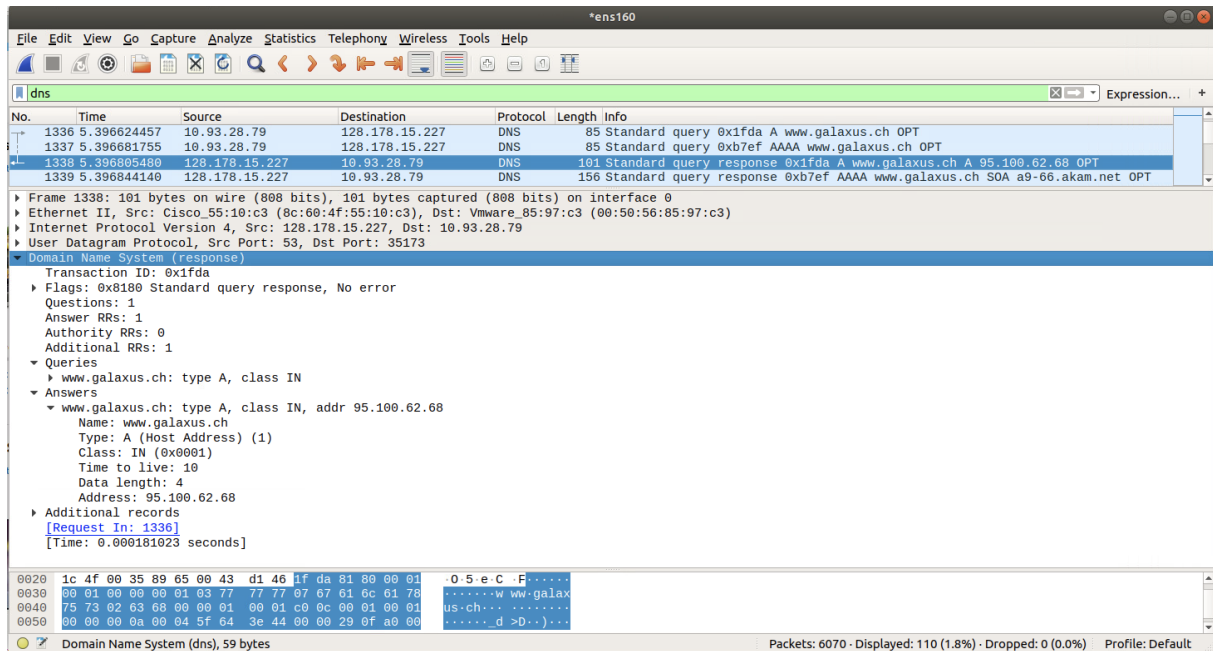 *ens160
File Edit View Go Capture Analyze Statistics Telephony Wireless Tools Help
dns Expression... +
No. Time Source Destination Protocol Length Info
1336 5.396624457 10.93.28.79 128.178.15.227 DNS 85 Standard query 0x1fda A www.galaxus.ch OPT
1337 5.396681755 10.93.28.79 128.178.15.227 DNS 85 Standard query 0xb7ef AAAA www.galaxus.ch OPT
1338 5.396805480 128.178.15.227 10.93.28.79 DNS 101 Standard query response 0x1fda A www.galaxus.ch A 95.100.62.68 OPT
1339 5.396844140 128.178.15.227 10.93.28.79 DNS 156 Standard query response 0xb7ef AAAA www.galaxus.ch SOA a9-66.akam.net OPT
Frame 1338: 101 bytes on wire (808 bits), 101 bytes captured (808 bits) on interface 0
Ethernet II, Src: Cisco_55:10:c3 (8c:60:4f:55:10:c3), Dst: Vmware_85:97:c3 (00:50:56:85:97:c3)
Internet Protocol Version 4, Src: 128.178.15.227, Dst: 10.93.28.79
User Datagram Protocol, Src Port: 53, Dst Port: 35173
Domain Name System (response)
Transaction ID: 0x1fda
Flags: 0x8180 Standard query response, No error
Questions: 1
Answer RRs: 1
Authority RRs: 0
Additional RRs: 1
Queries
www.galaxus.ch: type A, class IN
Answers
www.galaxus.ch: type A, class IN, addr 95.100.62.68
Name: www.galaxus.ch
Type: A (Host Address) (1)
Class: IN (0x0001)
Time to live: 10
Data length: 4
Address: 95.100.62.68
Additional records
[Request In: 1336]
[Time: 0.000181023 seconds]
0020 1c 4f 00 35 89 65 00 43 d1 46 1f da 81 80 00 01 ·O·5·e·C ·F······
0030 00 01 00 00 00 01 03 77 77 77 07 67 61 6c 61 78 ·······w ww·galax
0040 75 73 02 63 68 00 00 01 00 01 c0 0c 00 01 00 01 us·ch··· ········
0050 00 00 00 0a 00 04 5f 64 3e 44 00 00 29 0f a0 00 ······_d >D··)···
Domain Name System (dns), 59 bytes Packets: 6070 · Displayed: 110 (1.8%) · Dropped: 0 (0.0%) Profile: Default